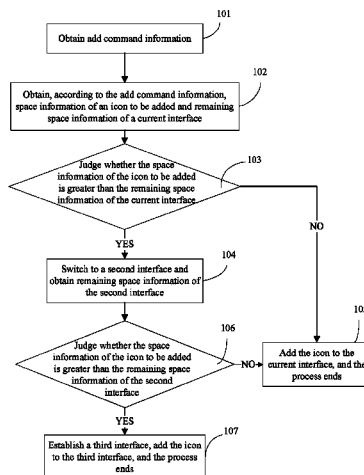 101
Obtain add command information
102
Obtain, according to the add command information,
space information of an icon to be added and remaining
space information of a current interface
103
Judge whether the space
information of the icon to be added
is greater than the remaining space
information of the current interface
YES
NO
104
Switch to a second interface and
obtain remaining space information of
the second interface
106
Judge whether the space
information of the icon to be added
is greater than the remaining space
information of the second
interface
NO
Add the icon to the
current interface, and the
process ends
YES
107
Establish a third interface, add the icon
to the third interface, and the process
ends